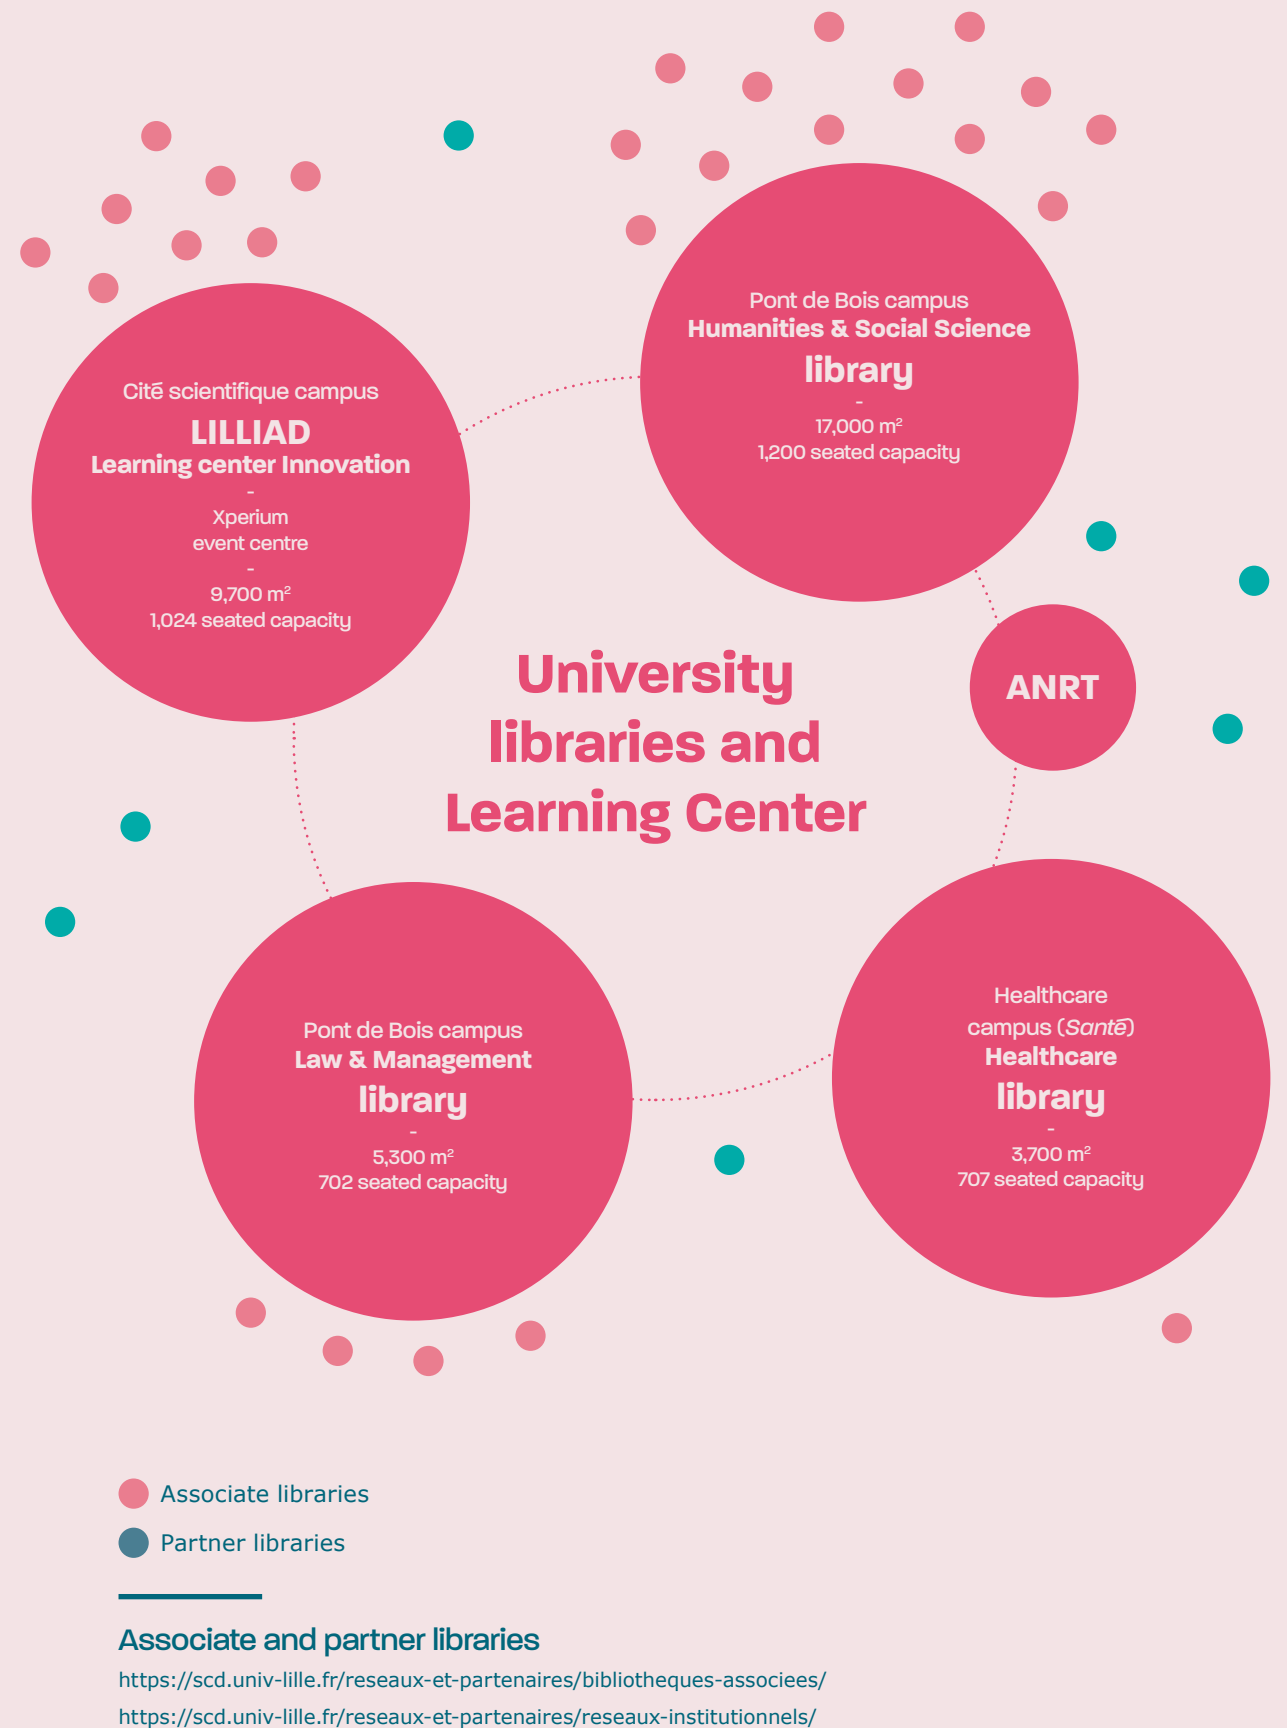 Pont de Bois campus
Humanities & Social Science
library
-
17,000 m²
1,200 seated capacity
Cité scientifique campus
LILLIAD
Learning center Innovation
-
Xperium
event centre
-
9,700 m²
1,024 seated capacity
University
libraries and
Learning Center
ANRT
Pont de Bois campus
Law & Management
library
-
5,300 m²
702 seated capacity
Healthcare
campus (Santé)
Healthcare
library
-
3,700 m²
707 seated capacity
Associate libraries
Partner libraries
Associate and partner libraries
https://scd.univ-lille.fr/reseaux-et-partenaires/bibliotheques-associees/
https://scd.univ-lille.fr/reseaux-et-partenaires/reseaux-institutionnels/